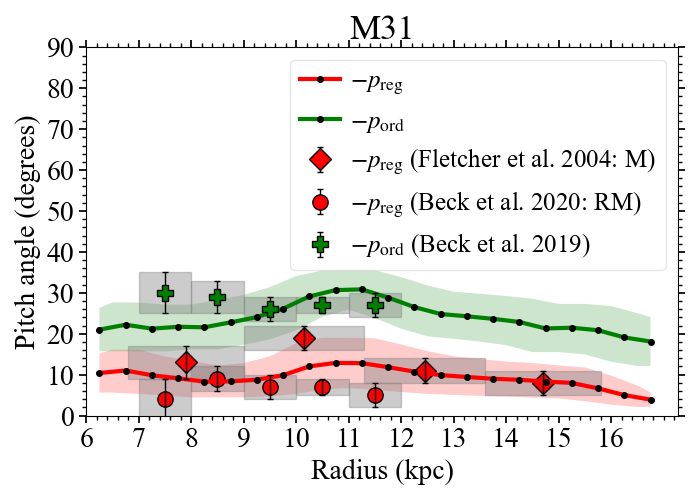 M31
90
80
70
60
50
40
30
20
10
0
Pitch angle (degrees)
−p_reg
−p_ord
−p_reg (Fletcher et al. 2004: M)
−p_reg (Beck et al. 2020: RM)
−p_ord (Beck et al. 2019)
6 7 8 9 10 11 12 13 14 15 16
Radius (kpc)